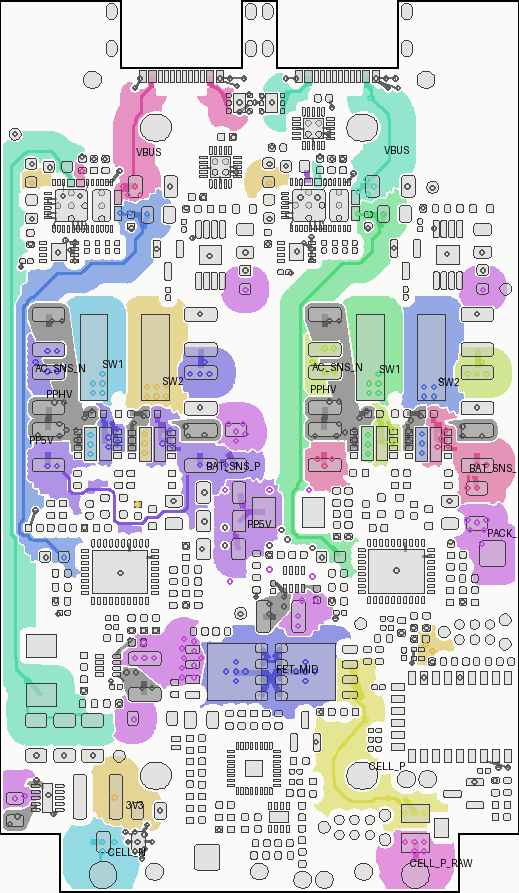 VBUS
VBUS
AC_SNS_N
SW1
SW2
PPHV
PP5V
BAT_SNS_P
PP5V
AC_SNS_N
SW1
SW2
PPHV
BAT_SNS_
PACK_
FET_MID
CELL_P
3V3
CELL_N
CELL_P_RAW